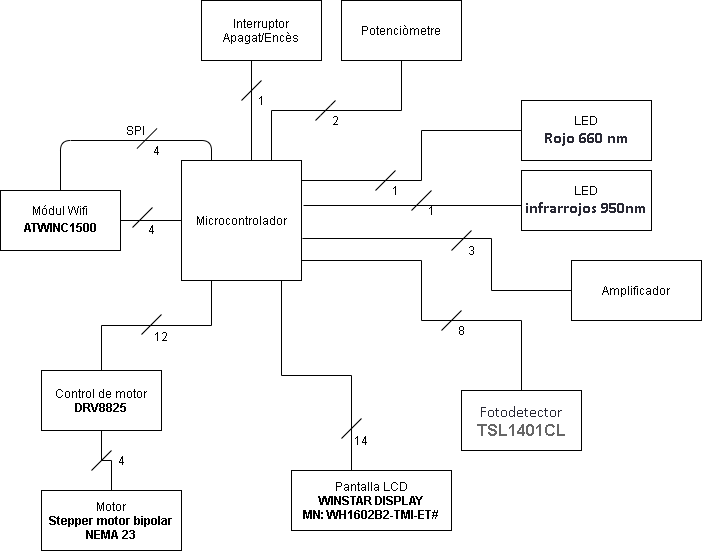 Interruptor
Apagat/Encès
Potenciòmetre
1
2
SPI
4
LED
Rojo 660 nm
1
Módul Wifi
ATWINC1500
4
Microcontrolador
LED
infrarrojos 950nm
1
3
Amplificador
12
8
Control de motor
DRV8825
Fotodetector
TSL1401CL
4
14
Motor
Stepper motor bipolar
NEMA 23
Pantalla LCD
WINSTAR DISPLAY
MN: WH1602B2-TMI-ET#